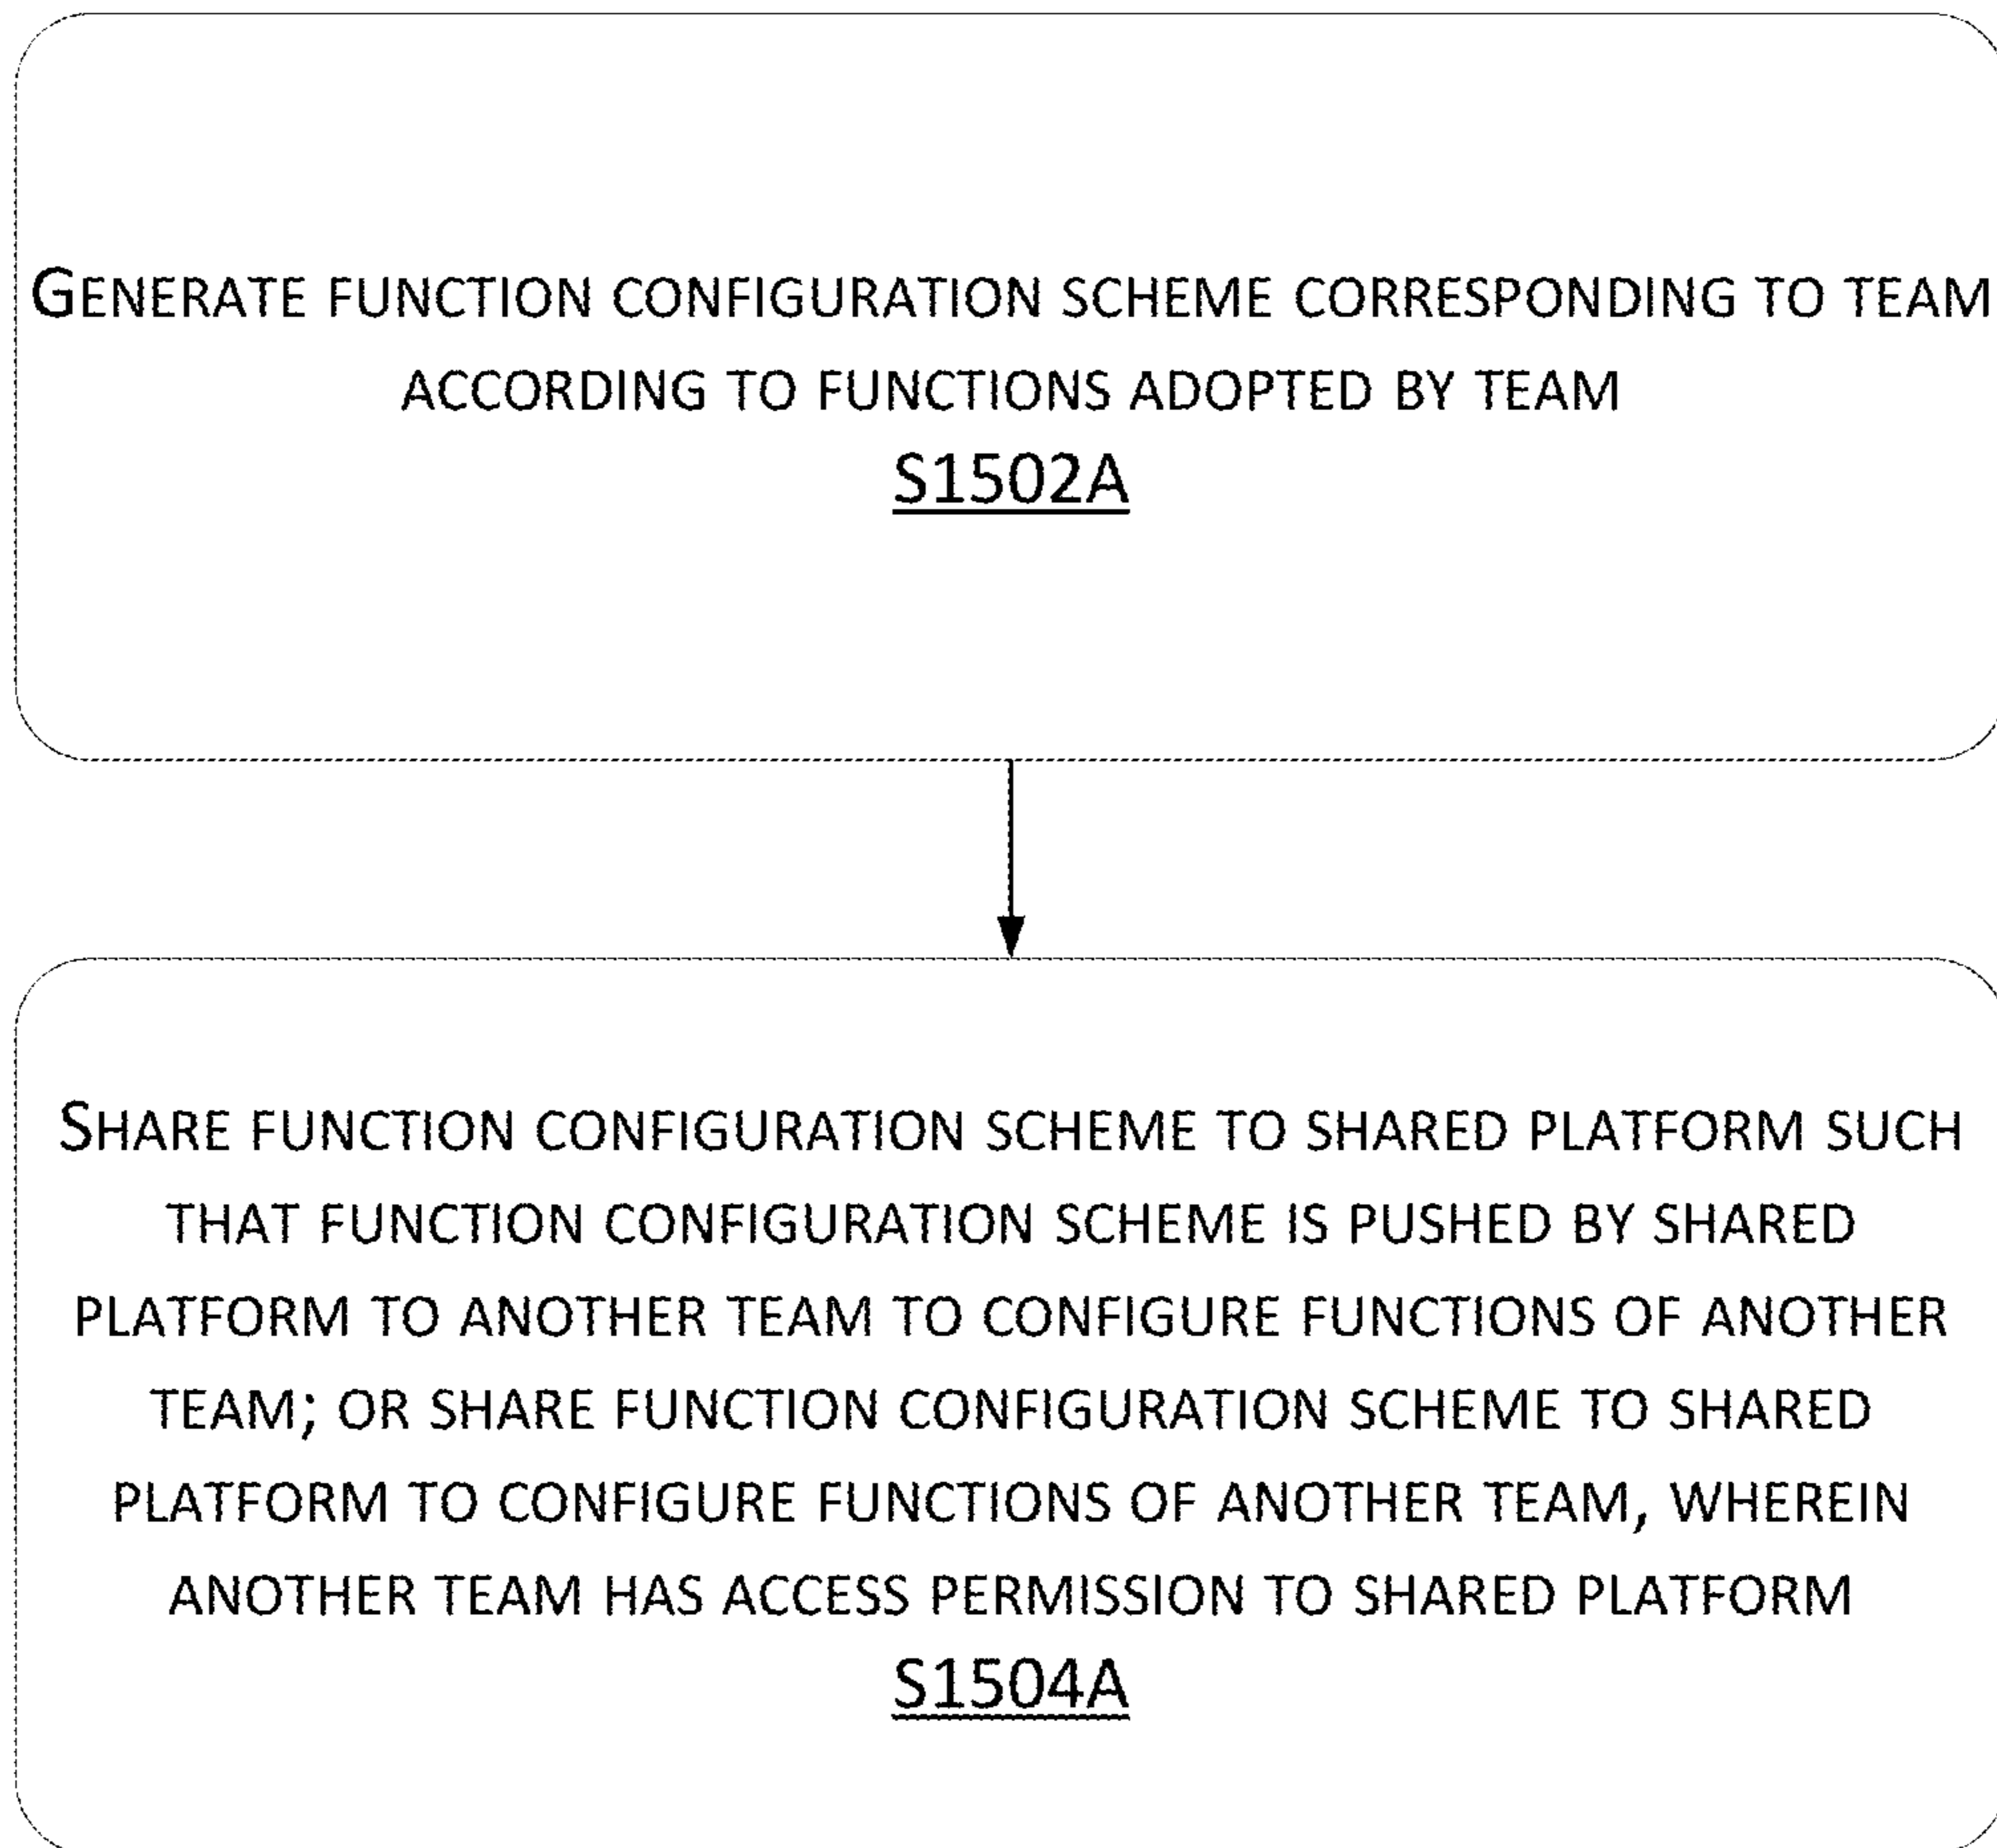 GENERATE FUNCTION CONFIGURATION SCHEME CORRESPONDING TO TEAM
ACCORDING TO FUNCTIONS ADOPTED BY TEAM
S1502A
SHARE FUNCTION CONFIGURATION SCHEME TO SHARED PLATFORM SUCH
THAT FUNCTION CONFIGURATION SCHEME IS PUSHED BY SHARED
PLATFORM TO ANOTHER TEAM TO CONFIGURE FUNCTIONS OF ANOTHER
TEAM; OR SHARE FUNCTION CONFIGURATION SCHEME TO SHARED
PLATFORM TO CONFIGURE FUNCTIONS OF ANOTHER TEAM, WHEREIN
ANOTHER TEAM HAS ACCESS PERMISSION TO SHARED PLATFORM
S1504A